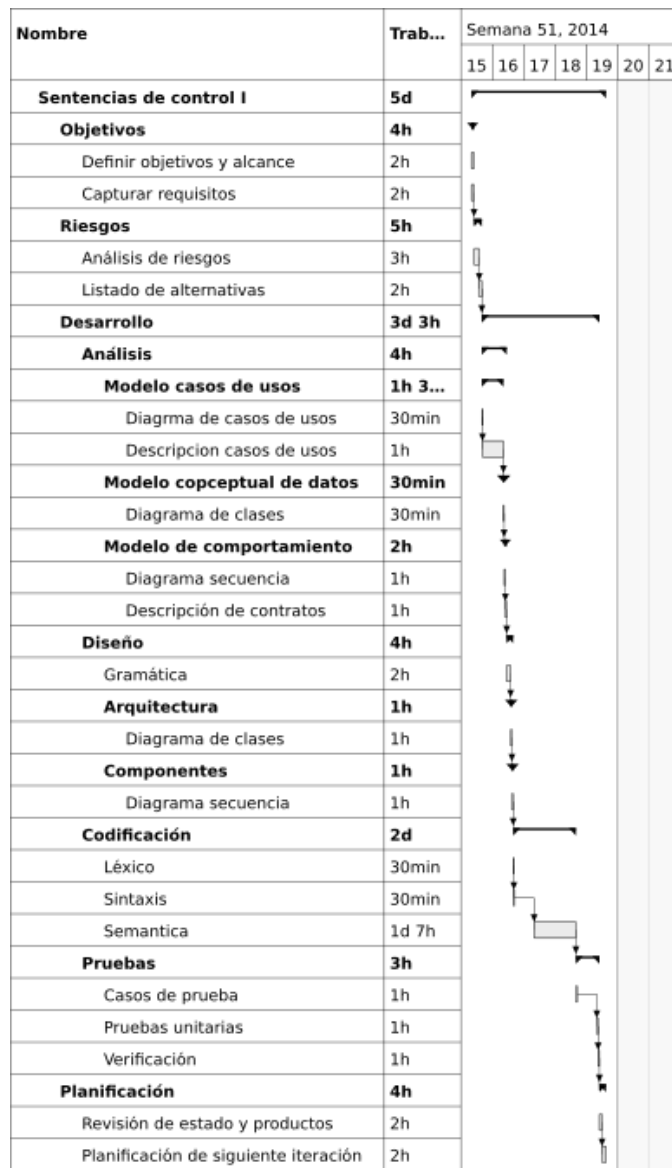 Nombre Trab... Semana 51, 2014
15 16 17 18 19 20 21
Sentencias de control I 5d
Objetivos 4h
Definir objetivos y alcance 2h
Capturar requisitos 2h
Riesgos 5h
Análisis de riesgos 3h
Listado de alternativas 2h
Desarrollo 3d 3h
Análisis 4h
Modelo casos de usos 1h 3...
Diagrma de casos de usos 30min
Descripcion casos de usos 1h
Modelo copceptual de datos 30min
Diagrama de clases 30min
Modelo de comportamiento 2h
Diagrama secuencia 1h
Descripción de contratos 1h
Diseño 4h
Gramática 2h
Arquitectura 1h
Diagrama de clases 1h
Componentes 1h
Diagrama secuencia 1h
Codificación 2d
Léxico 30min
Sintaxis 30min
Semantica 1d 7h
Pruebas 3h
Casos de prueba 1h
Pruebas unitarias 1h
Verificación 1h
Planificación 4h
Revisión de estado y productos 2h
Planificación de siguiente iteración 2h